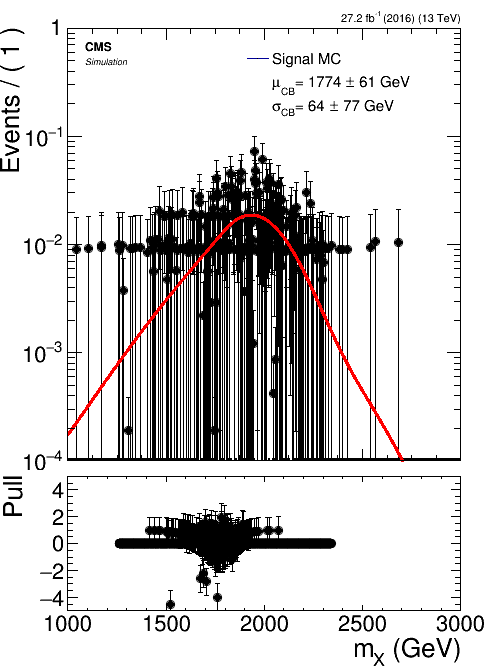 27.2 fb⁻¹ (2016) (13 TeV)
CMS
Simulation
Signal MC
μ_CB = 1774 ± 61 GeV
σ_CB = 64 ± 77 GeV
Events / ( 1 )
1
10⁻¹
10⁻²
10⁻³
10⁻⁴
Pull
4
2
0
−2
−4
1000 1500 2000 2500 3000
m_X (GeV)